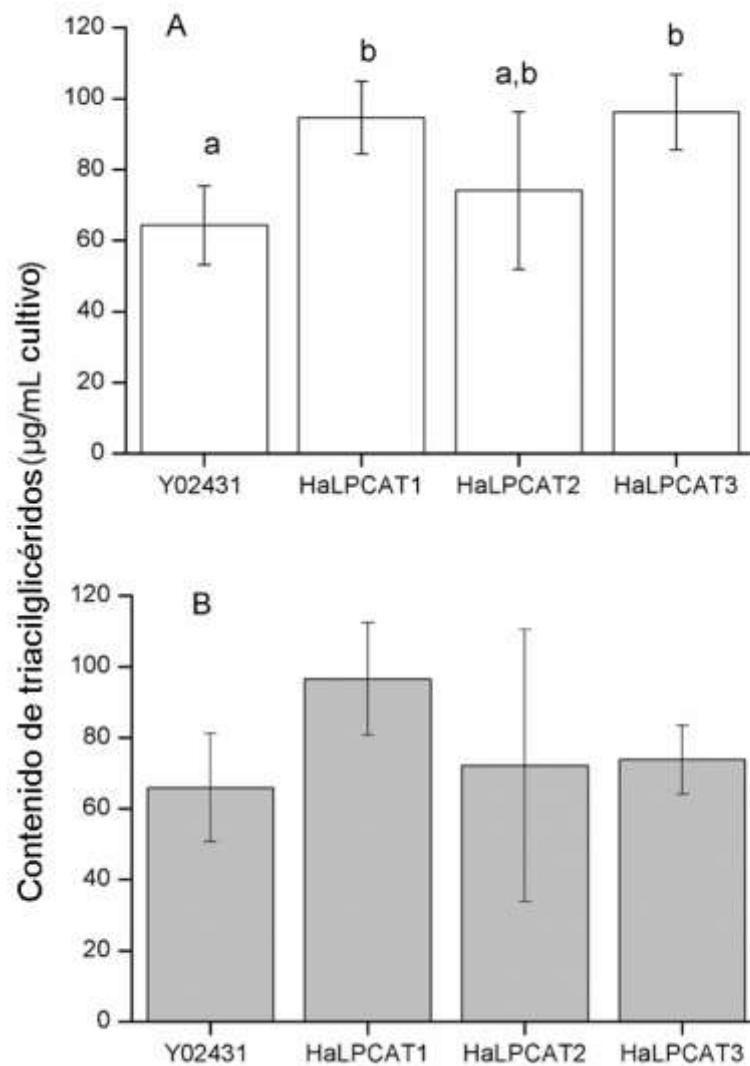 Contenido de triacilglicéridos (µg/mL cultivo)
A
120
100
80
60
40
20
0
a
b
a,b
b
Y02431 HaLPCAT1 HaLPCAT2 HaLPCAT3
B
120
100
80
60
40
20
0
Y02431 HaLPCAT1 HaLPCAT2 HaLPCAT3